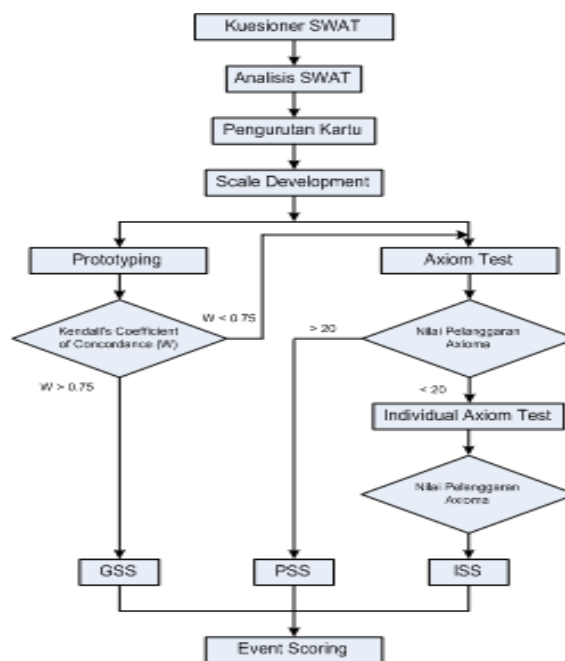 Kuesioner SWAT
Analisis SWAT
Pengurutan Kartu
Scale Development
Prototyping
Axiom Test
Kendall's Coefficient
of Concordance (W)
W < 0.75
> 20
Nilai Pelanggaran
Axioma
W > 0.75
< 20
Individual Axiom Test
Nilai Pelanggaran
Axioma
GSS
PSS
ISS
Event Scoring